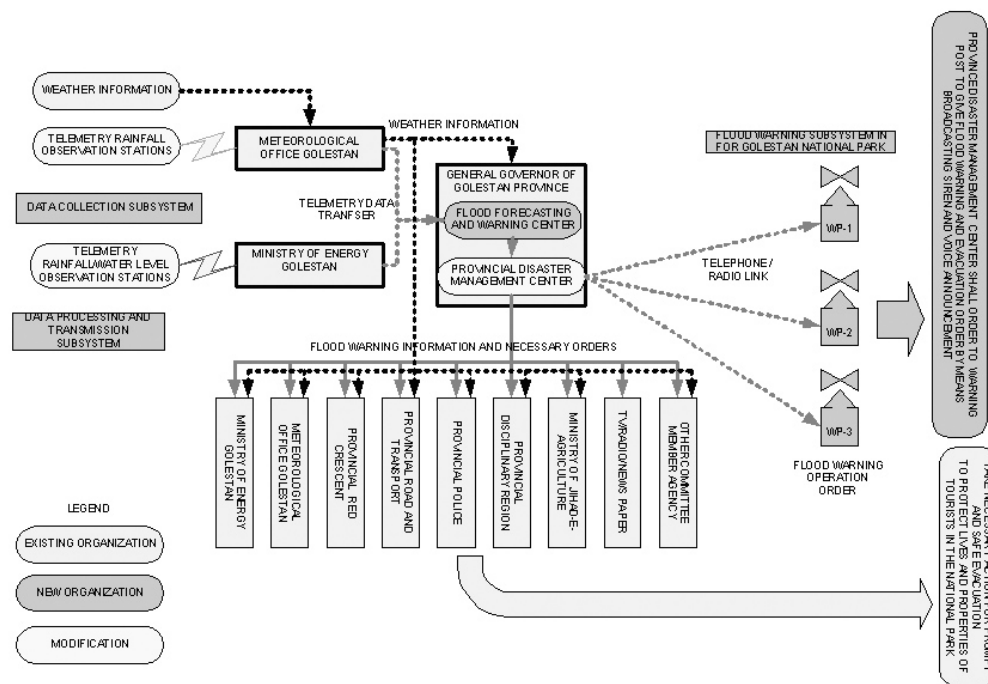 WEATHER INFORMATION
TELEMETRY RAINFALL
OBSERVATION STATIONS
METEOROLOGICAL
OFFICE GOLESTAN
WEATHER INFORMATION
DATA COLLECTION SUBSYSTEM
TELEMETRY DATA
TRANFSER
GENERAL GOVERNOR OF
GOLESTAN PROVINCE
FLOOD FORECASTING
AND WARNING CENTER
PROVINCIAL DISASTER
MANAGEMENT CENTER
TELEMETRY
RAINFALL/WATER LEVEL
OBSERVATION STATIONS
MINISTRY OF ENERGY
GOLESTAN
DATA PROCESSING AND
TRANSMISSION
SUBSYSTEM
FLOOD WARNING SUBSYSTEM IN
FOR GOLESTAN NATIONAL PARK
TELEPHONE /
RADIO LINK
WP-1
WP-2
WP-3
FLOOD WARNING
OPERATION
ORDER
PROVINCE DISASTER MANAGEMENT CENTER SHALL ORDER TO WARNING
POST TO GIVE FLOOD WARNING AND EVACUATION ORDER BY MEANS
BROADCASTING SIREN AND VOICE ANNOUNCEMENT
FLOOD WARNING INFORMATION AND NECESSARY ORDERS
MINISTRY OF ENERGY
GOLESTAN
METEOROLOGICAL
OFFICE GOLESTAN
PROVINCIAL RED
CRESCENT
PROVINCIAL ROAD AND
TRANSPORT
PROVINCIAL POLICE
PROVINCIAL
DISCIPLINARY REGION
MINISTRY OF JIHAD-E-
AGRICULTURE
TV/RADIO/NEWS PAPER
OTHER COMMITTEE
MEMBER AGENCY
TAKE NECESSARY ACTION FOR PROMPT
AND SAFE EVACUATION
TO PROTECT LIVES AND PROPERTIES OF
TOURISTS IN THE NATIONAL PARK
LEGEND
EXISTING ORGANIZATION
NEW ORGANIZATION
MODIFICATION